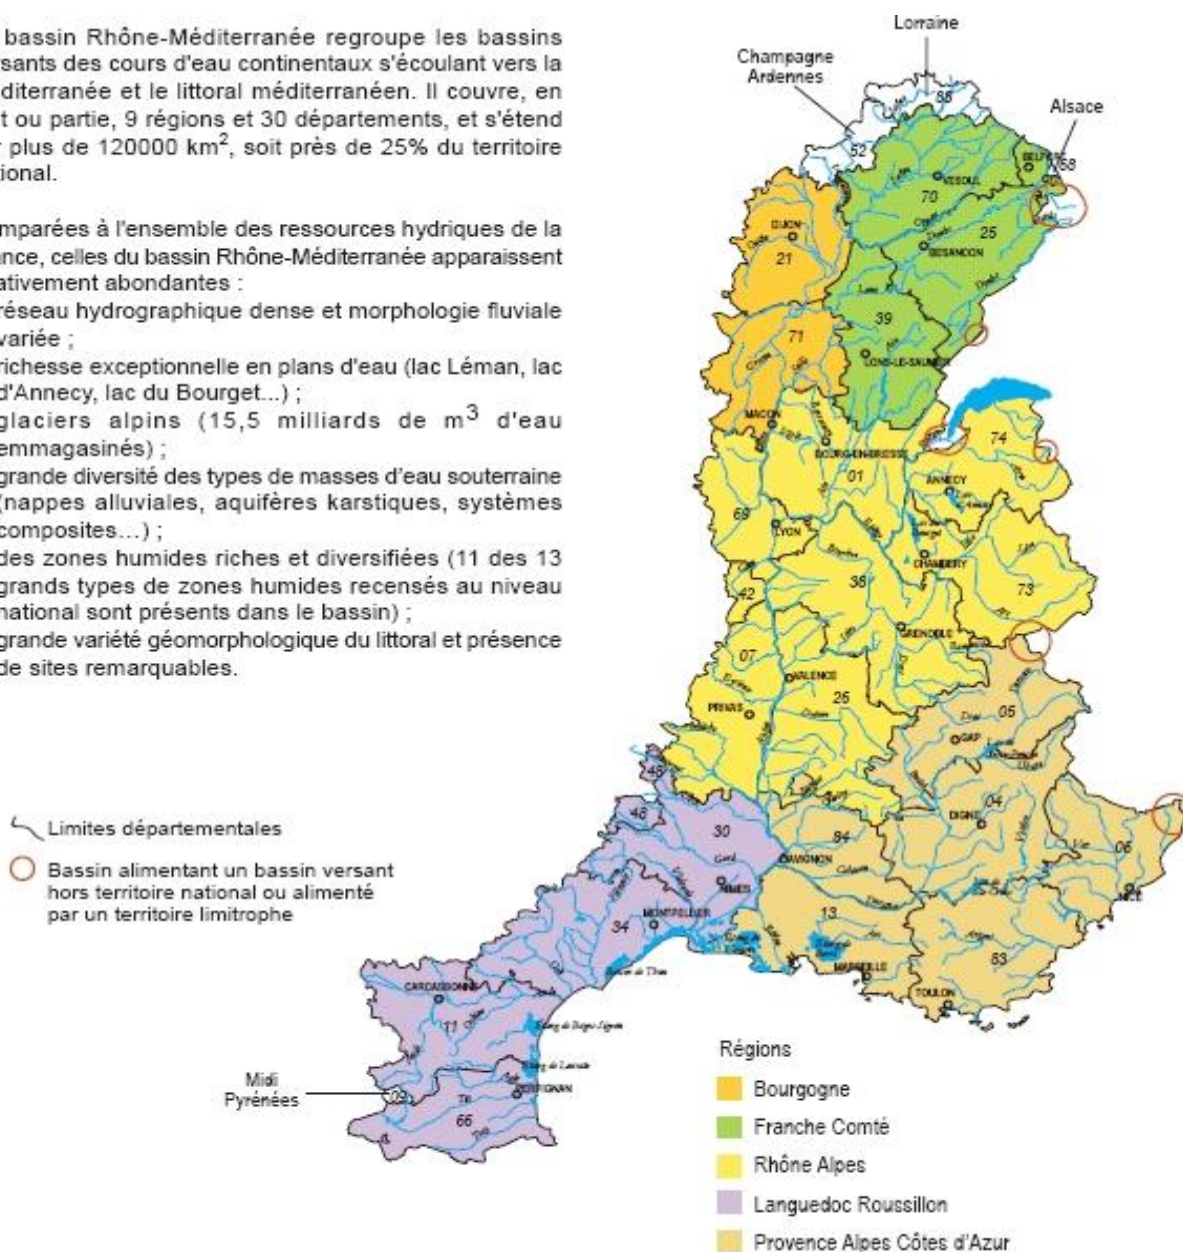 bassin Rhône-Méditerranée regroupe les bassins
rsants des cours d'eau continentaux s'écoulant vers la
diterranée et le littoral méditerranéen. Il couvre, en
t ou partie, 9 régions et 30 départements, et s'étend
r plus de 120000 km², soit près de 25% du territoire
tional.
mparées à l'ensemble des ressources hydriques de la
ance, celles du bassin Rhône-Méditerranée apparaissent
ativement abondantes :
réseau hydrographique dense et morphologie fluviale
variée ;
richesse exceptionnelle en plans d'eau (lac Léman, lac
d'Annecy, lac du Bourget...) ;
glaciers alpins (15,5 milliards de m³ d'eau
emmagasinés) ;
grande diversité des types de masses d'eau souterraine
(nappes alluviales, aquifères karstiques, systèmes
composites...) ;
des zones humides riches et diversifiées (11 des 13
grands types de zones humides recensés au niveau
national sont présents dans le bassin) ;
grande variété géomorphologique du littoral et présence
de sites remarquables.
Limites départementales
Bassin alimentant un bassin versant
hors territoire national ou alimenté
par un territoire limitrophe
Lorraine
Champagne
Ardennes
Alsace
88
52
68
BELFORT
VESOUL
70
DIJON
25
BESANCON
21
39
71
LONS-LE-SAUNIER
MACON
74
BOURG-EN-BRESSE
01
ANNECY
69
LYON
CHAMBERY
38
73
42
GRENOBLE
07
VALENCE
26
PRIVAS
05
GAP
48
48
30
04
DIGNE
84
06
Gard
AVIGNON
NIMES
NICE
MONTPELLIER
34
13
83
MARSEILLE
CARCASSONNE
TOULON
11
Midi
Pyrénées
09
PERPIGNAN
Têt
66
Tech
Régions
Bourgogne
Franche Comté
Rhône Alpes
Languedoc Roussillon
Provence Alpes Côtes d'Azur